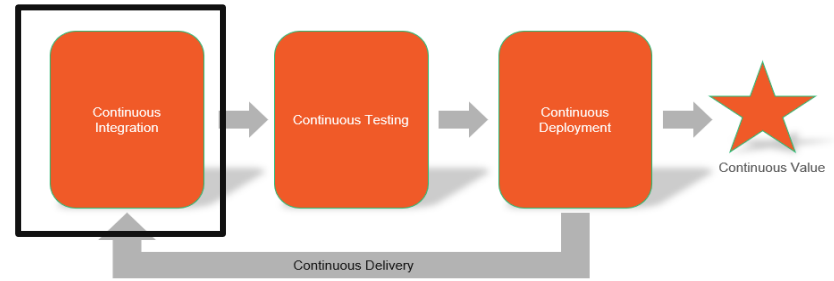 Continuous
Integration
Continuous Testing
Continuous
Deployment
Continuous Value
Continuous Delivery